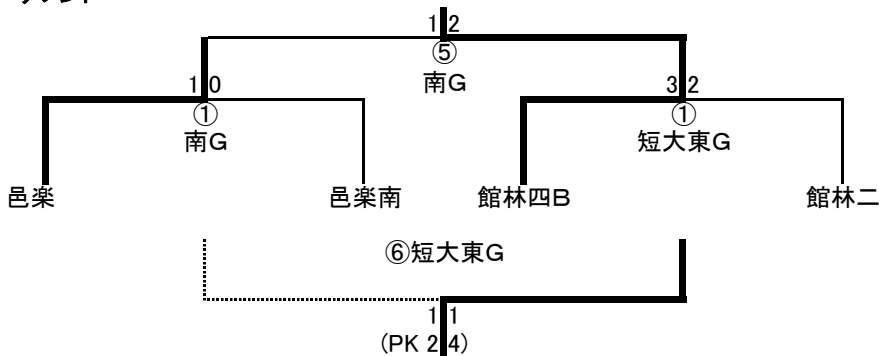 1 2
⑤
南G
1 0
①
南G
3 2
①
短大東G
邑楽
邑楽南
館林四B
館林二
⑥短大東G
1 1
(PK 2 4)